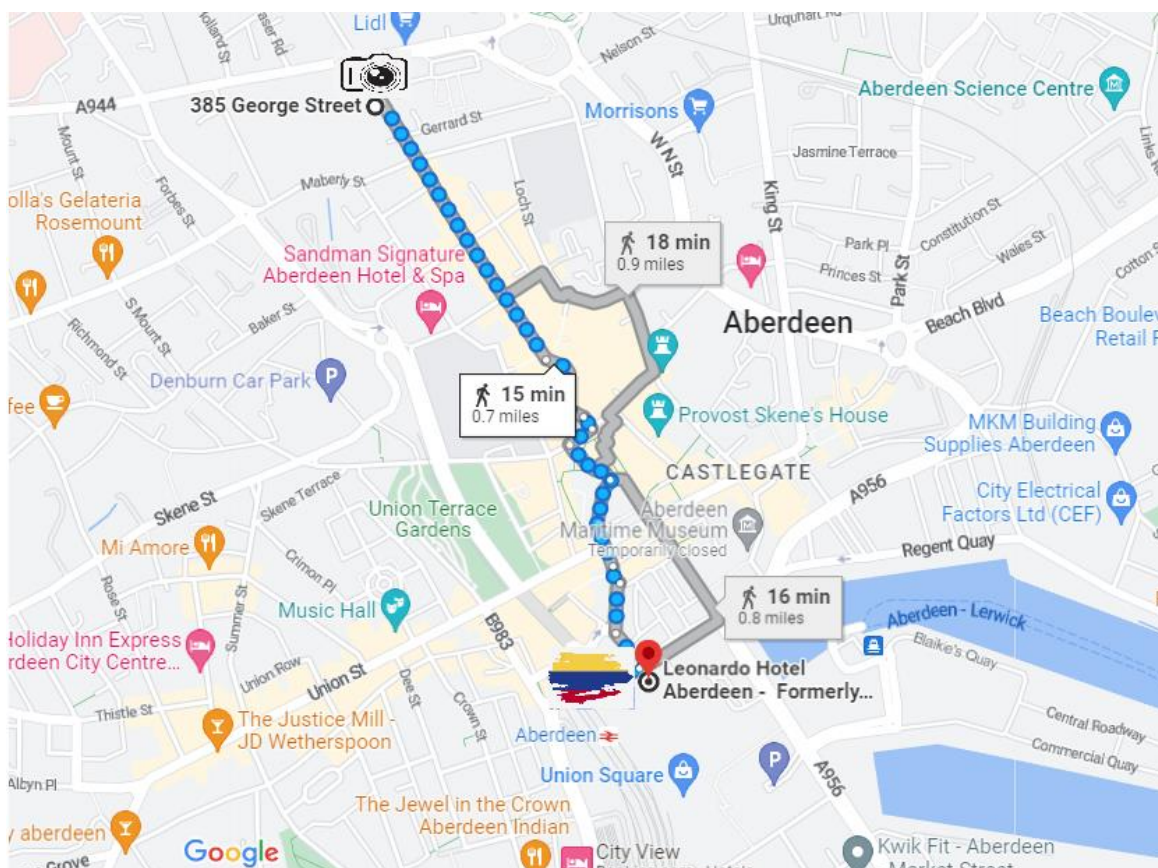 Lidl
Urquhart Rd
Holland St
Fraser Rd
Nelson St
A944
385 George Street
Aberdeen Science Centre
Morrisons
Gerrard St
W N St
Mount St
Maberly St
Loch St
Jasmine Terrace
Links Rd
Forbes St
King St
Constitution St
olla's Gelateria
Rosemount
18 min
0.9 miles
Park Pl
Park St
Wales St
Sandman Signature
Aberdeen Hotel & Spa
Princes St
Cotton St
S Mount St
Baker St
Aberdeen
Beach Blvd
Beach Boulev
Retail P
Richmond St
Denburn Car Park
P
15 min
0.7 miles
ffee
Provost Skene's House
MKM Building
Supplies Aberdeen
CASTLEGATE
Skene St
Skene Terrace
Union Terrace
Gardens
Aberdeen
Maritime Museum
Temporarily closed
A956
City Electrical
Factors Ltd (CEF)
Mi Amore
Regent Quay
Rose St
Crimon Pl
Summer St
Music Hall
16 min
0.8 miles
Aberdeen - Lerwick
B983
Blaike's Quay
Holiday Inn Express
rdeen City Centre...
Union Row
Union St
Leonardo Hotel
Aberdeen - Formerly...
Thistle St
Dee St
Crown St
The Justice Mill -
JD Wetherspoon
Aberdeen
Central Roadway
Commercial Quay
Albyn Pl
Union Square
P
A956
The Jewel in the Crown
Aberdeen Indian
y aberdeen
Google
City View
Kwik Fit - Aberdeen
Market Street
Grove